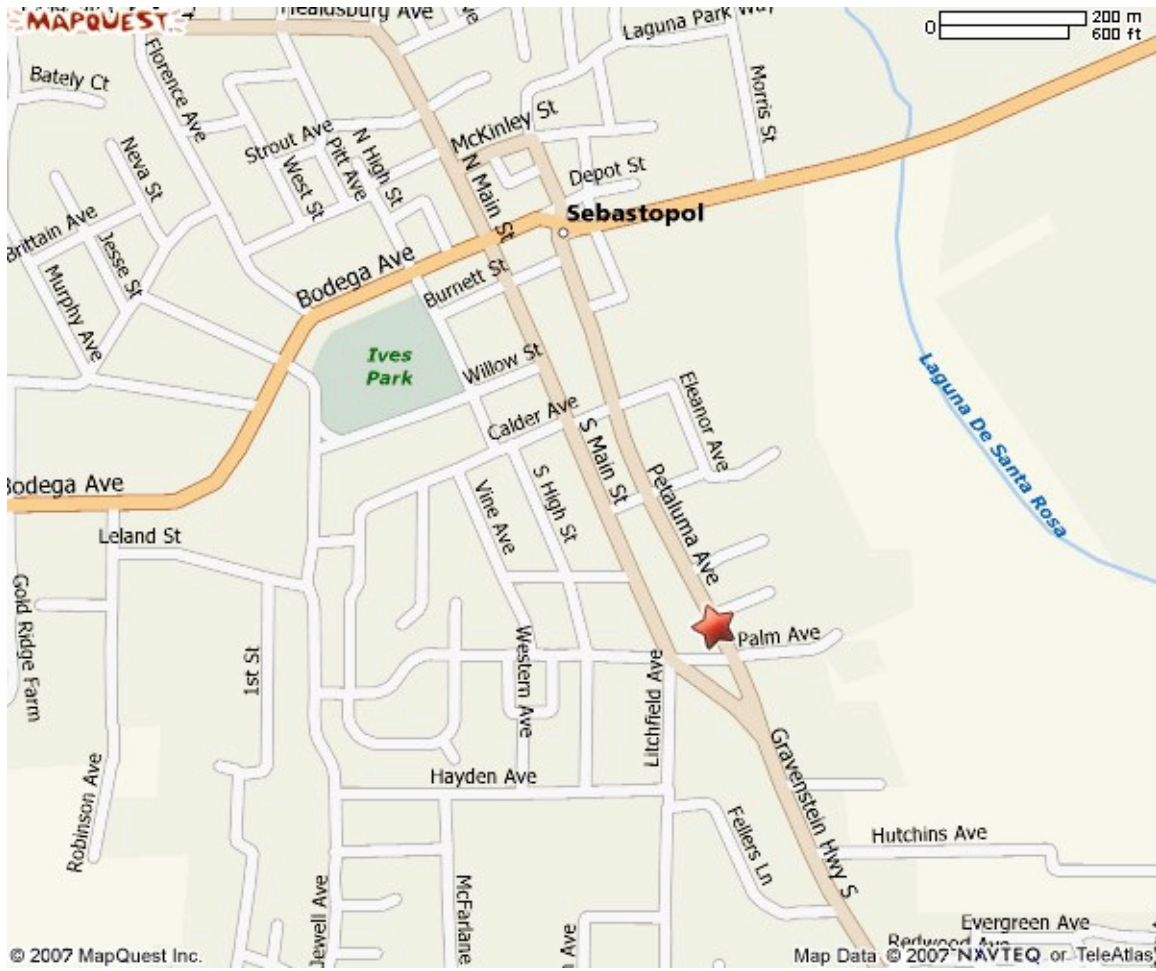 MAPQUEST
Healdsburg Ave
Laguna Park Way
0
200 m
600 ft
Bately Ct
Florence Ave
Morris St
McKinley St
Strout Ave
N High St
Pitt Ave
Neva St
West St
N Main St
Depot St
Sebastopol
Brittain Ave
Jesse St
Murphy Ave
Bodega Ave
Burnett St
Ives
Park
Willow St
Calder Ave
Eleanor Ave
Laguna De Santa Rosa
S Main St
Petaluma Ave
S High St
Vine Ave
Bodega Ave
Leland St
Gold Ridge Farm
1st St
Western Ave
Palm Ave
Litchfield Ave
Robinson Ave
Hayden Ave
Gravenstein Hwy S
Fellers Ln
Hutchins Ave
Jewell Ave
McFarlane
n Ave
Evergreen Ave
Redwood Ave
© 2007 MapQuest Inc.
Map Data © 2007 NAVTEQ or TeleAtlas